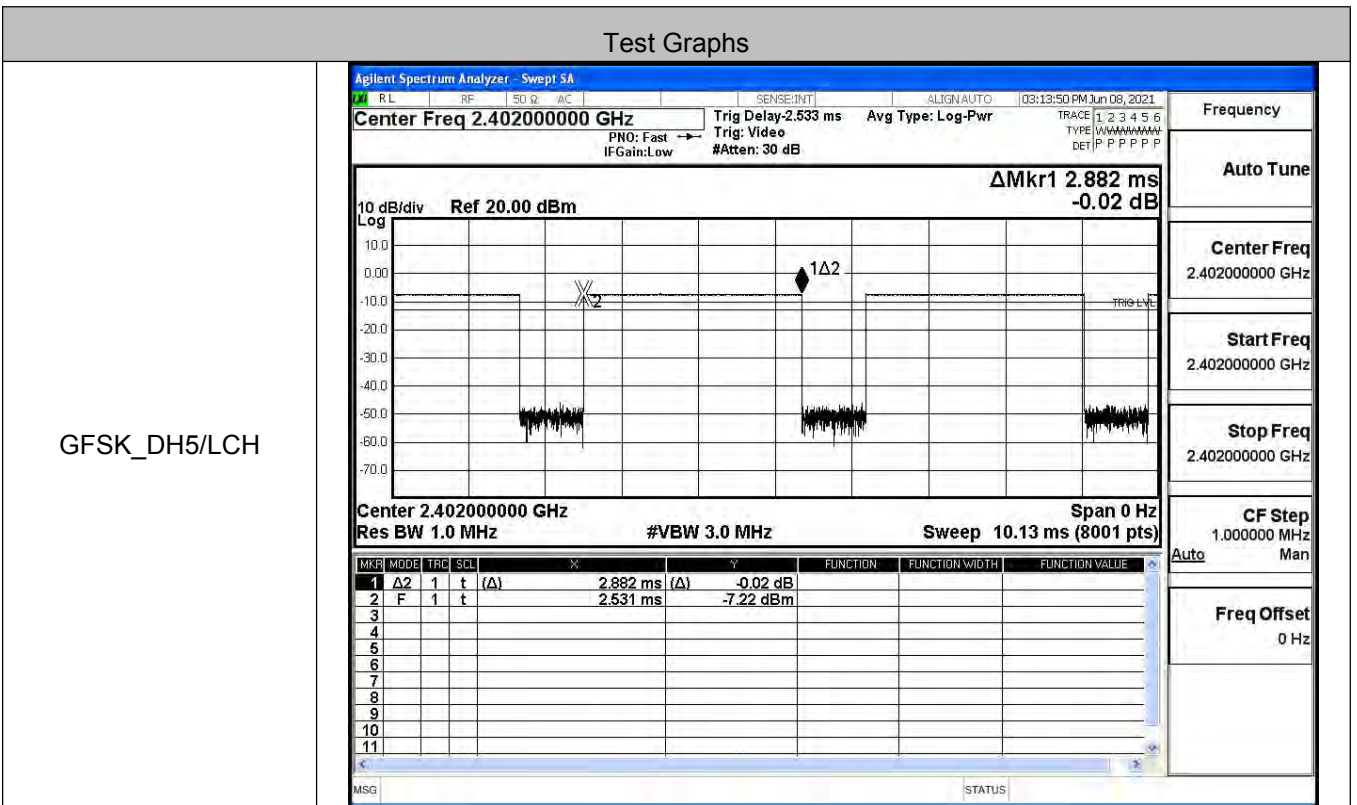 Test Graphs
GFSK_DH5/LCH
Agilent Spectrum Analyzer - Swept SA
RL RF 50 Ω AC SENSE:INT ALIGN AUTO 03:13:50 PM Jun 08, 2021
Center Freq 2.402000000 GHz Trig Delay-2.533 ms Avg Type: Log-Pwr TRACE 1 2 3 4 5 6
PNO: Fast Trig: Video TYPE WWWWWW
IFGain:Low #Atten: 30 dB DET P P P P P P
ΔMkr1 2.882 ms
-0.02 dB
10 dB/div Ref 20.00 dBm
Log
10.0
0.00
-10.0
-20.0
-30.0
-40.0
-50.0
-60.0
-70.0
1Δ2
2
TRIG LVL
Center 2.402000000 GHz Span 0 Hz
Res BW 1.0 MHz #VBW 3.0 MHz Sweep 10.13 ms (8001 pts)
MKR MODE TRC SCL X Y FUNCTION FUNCTION WIDTH FUNCTION VALUE
1 Δ2 1 t (Δ) 2.882 ms (Δ) -0.02 dB
2 F 1 t 2.531 ms -7.22 dBm
3
4
5
6
7
8
9
10
11
MSG STATUS
Frequency
Auto Tune
Center Freq
2.402000000 GHz
Start Freq
2.402000000 GHz
Stop Freq
2.402000000 GHz
CF Step
1.000000 MHz
Auto Man
Freq Offset
0 Hz